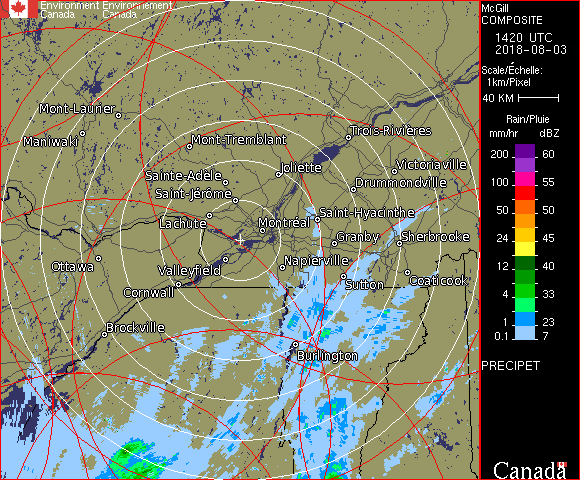 Environment Environnement
Canada Canada
McGill
COMPOSITE
1420 UTC
2018-08-03
Scale/Échelle:
1km/Pixel
40 KM
Rain/Pluie
mm/hr dBZ
200 60
100 55
50 50
24 45
12 40
4 33
1 23
0.1 7
PRECIPET
Canada
Mont-Laurier
Maniwaki
Mont-Tremblant
Trois-Rivières
Sainte-Adèle
Joliette
Victoriaville
Saint-Jérôme
Drummondville
Lachute
Montréal
Saint-Hyacinthe
Granby
Sherbrooke
Ottawa
Valleyfield
Napierville
Cornwall
Sutton
Coaticook
Brockville
Burlington